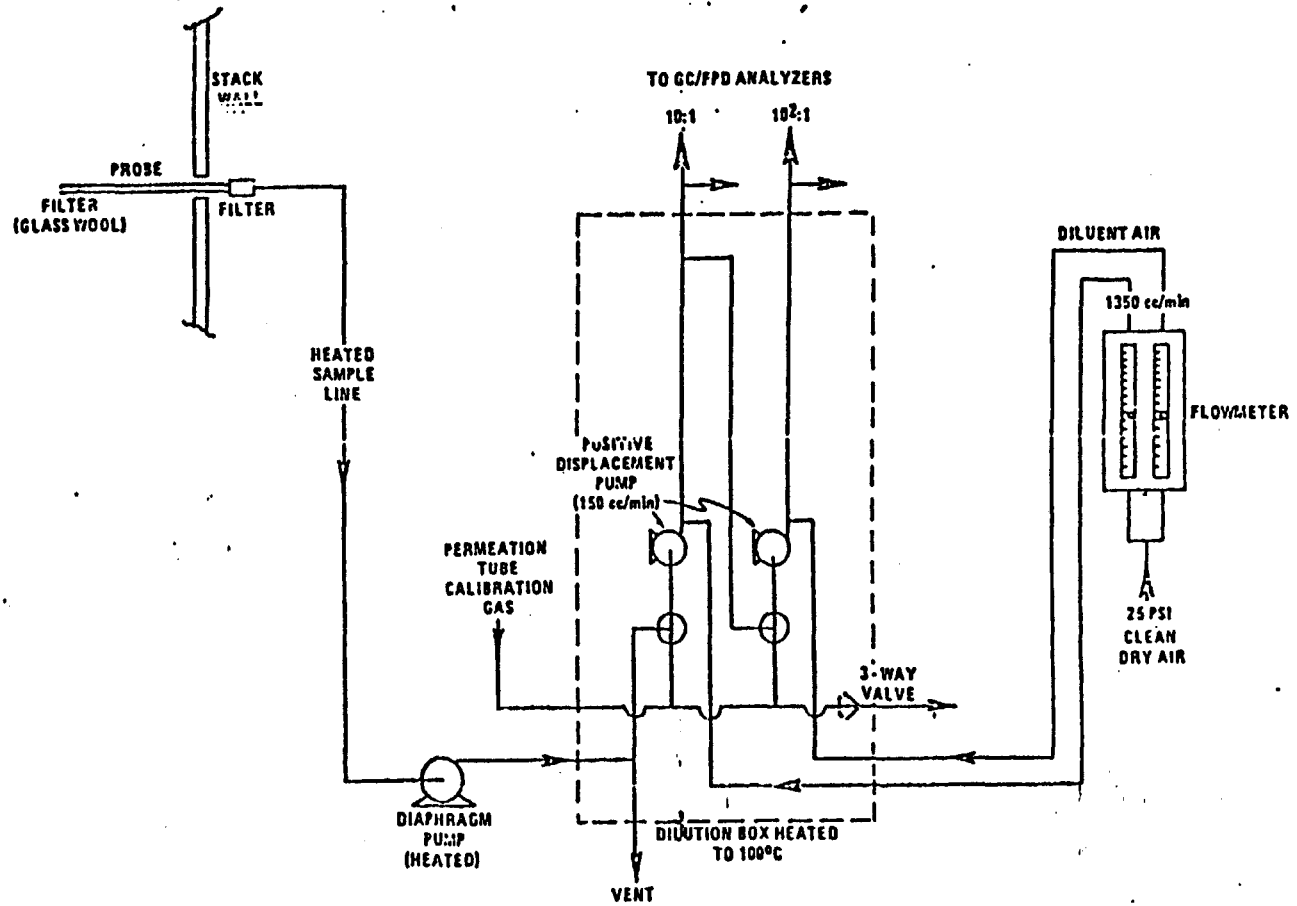 STACK
WALL
TO GC/FPD ANALYZERS
10:1
10²:1
PROBE
FILTER
(GLASS WOOL)
FILTER
DILUENT AIR
1350 cc/min
HEATED
SAMPLE
LINE
FLOWMETER
POSITIVE
DISPLACEMENT
PUMP
(150 cc/min)
PERMEATION
TUBE
CALIBRATION
GAS
25 PSI
CLEAN
DRY AIR
3-WAY
VALVE
DIAPHRAGM
PUMP
(HEATED)
DILUTION BOX HEATED
TO 100°C
VENT